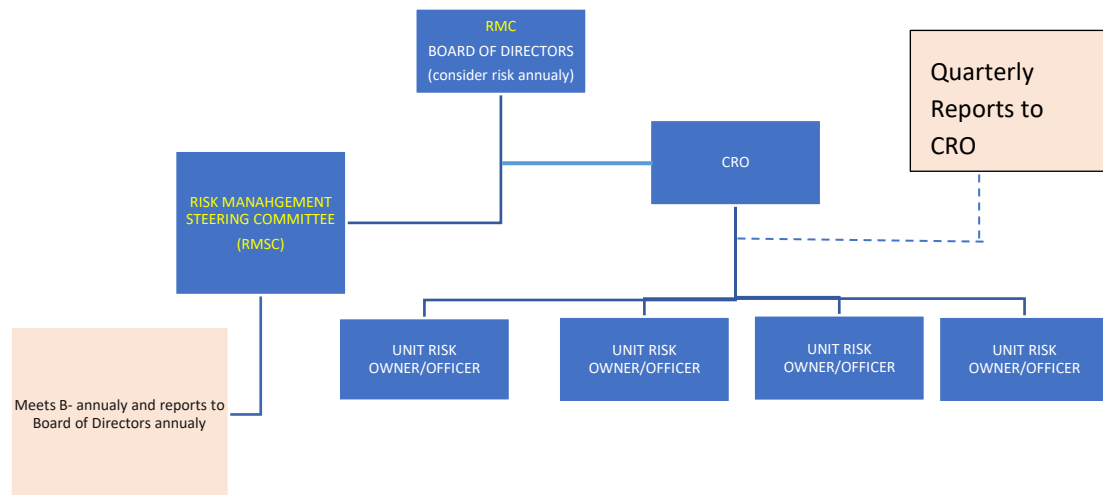 RMC
BOARD OF DIRECTORS
(consider risk annualy)
Quarterly
Reports to
CRO
CRO
RISK MANAHGEMENT
STEERING COMMITTEE
(RMSC)
UNIT RISK
OWNER/OFFICER
UNIT RISK
OWNER/OFFICER
UNIT RISK
OWNER/OFFICER
UNIT RISK
OWNER/OFFICER
Meets B- annualy and reports to
Board of Directors annualy